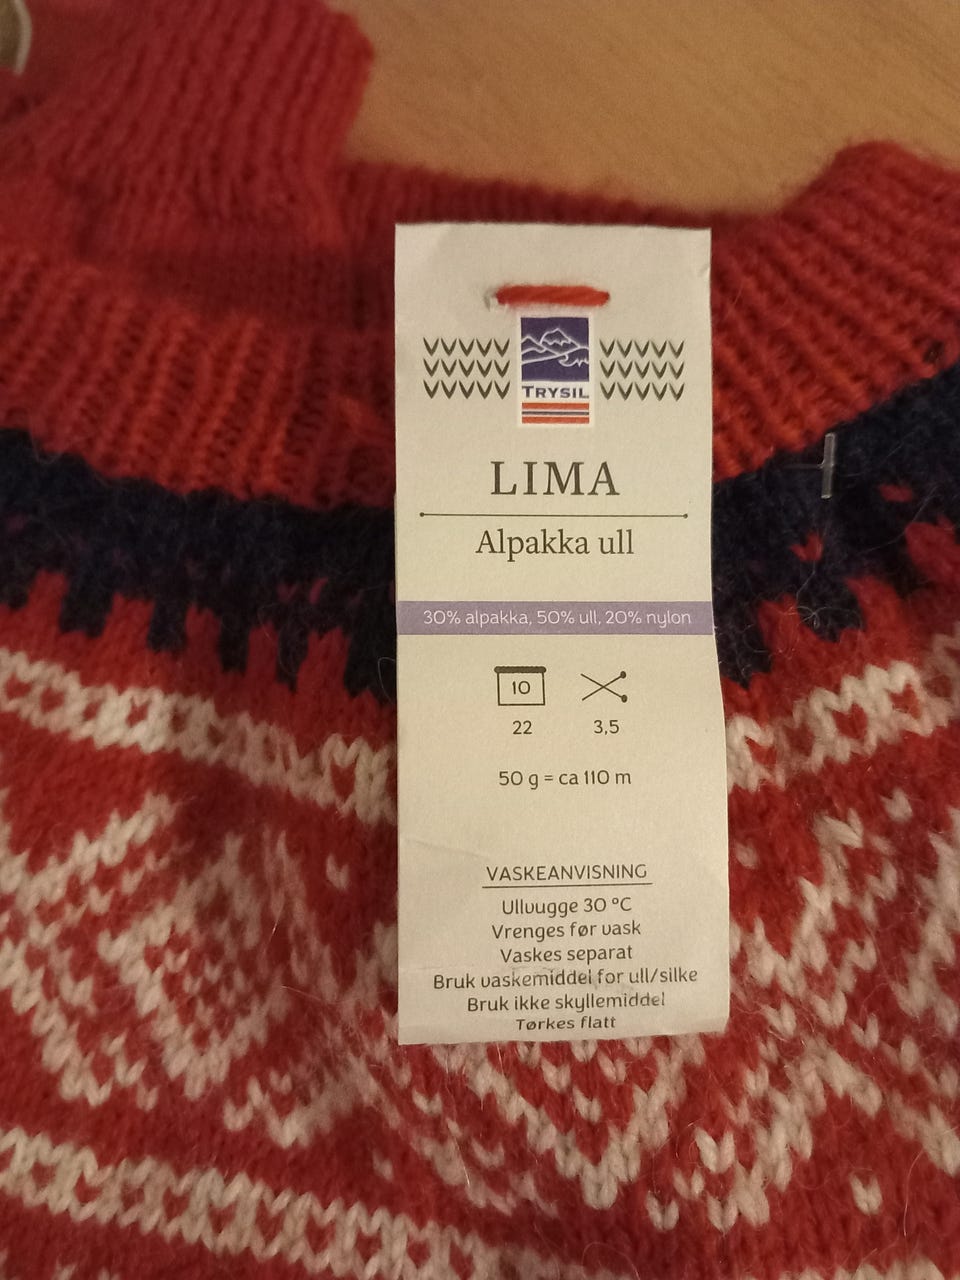 TRYSIL
LIMA
Alpakka ull
30% alpakka, 50% ull, 20% nylon
10
22 3,5
50 g = ca 110 m
VASKEANVISNING
Ullvugge 30 °C
Vrenges før vask
Vaskes separat
Bruk vaskemiddel for ull/silke
Bruk ikke skyllemiddel
Tørkes flatt